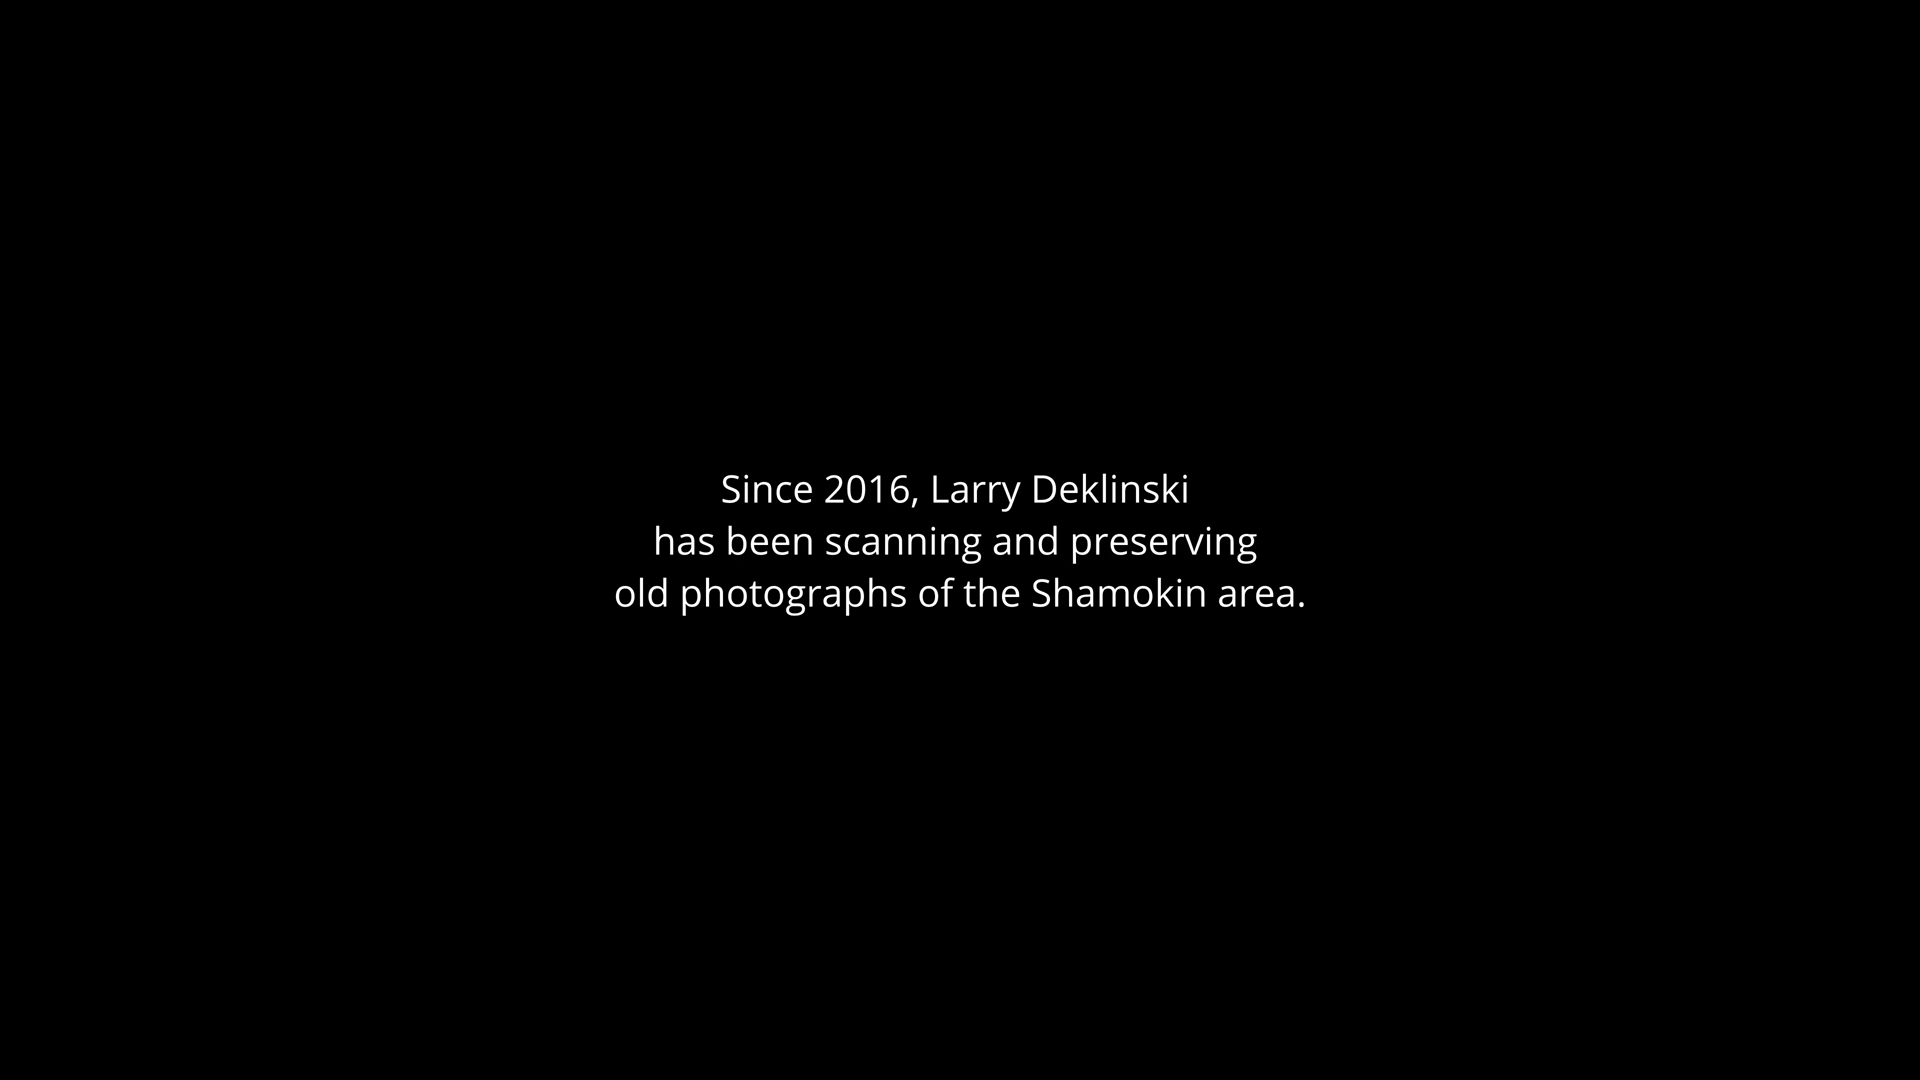 Since 2016, Larry Deklinski
has been scanning and preserving
old photographs of the Shamokin area.